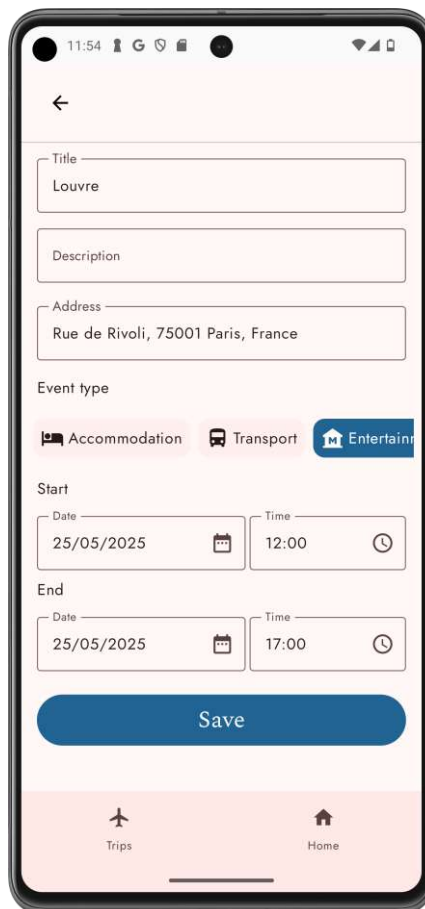 11:54 G
Title
Louvre
Description
Address
Rue de Rivoli, 75001 Paris, France
Event type
Accommodation Transport M Entertainm
Start
Date Time
25/05/2025 12:00
End
Date Time
25/05/2025 17:00
Save
Trips Home